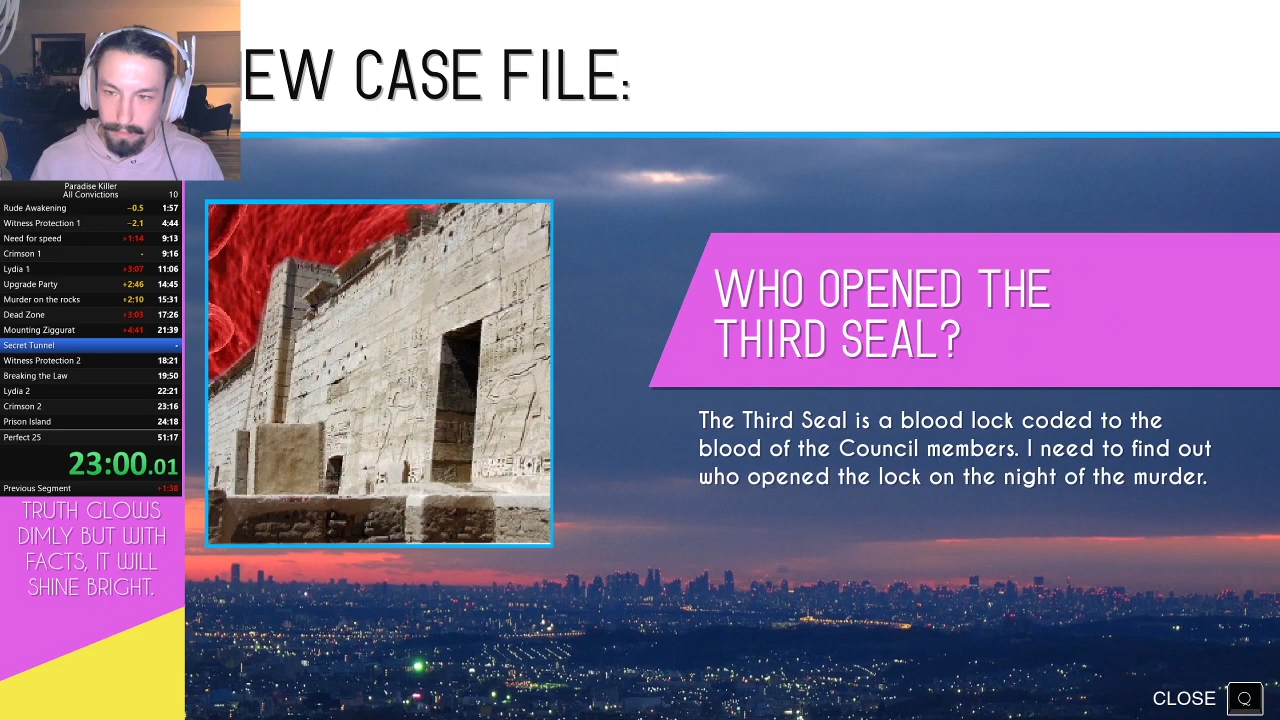 EW CASE FILE:
Paradise Killer
All Convictions 10
Rude Awakening −0.5 1:57
Witness Protection 1 −2.1 4:44
Need for speed +1:14 9:13
Crimson 1 - 9:16
Lydia 1 +3:07 11:06
Upgrade Party +2:46 14:45
Murder on the rocks +2:10 15:31
Dead Zone +3:03 17:26
Mounting Ziggurat +4:41 21:39
Secret Tunnel -
Witness Protection 2 18:21
Breaking the Law 19:50
Lydia 2 22:21
Crimson 2 23:16
Prison Island 24:18
Perfect 25 51:17
23:00.01
Previous Segment +1:38
TRUTH GLOWS
DIMLY BUT WITH
FACTS, IT WILL
SHINE BRIGHT.
WHO OPENED THE
THIRD SEAL?
The Third Seal is a blood lock coded to the
blood of the Council members. I need to find out
who opened the lock on the night of the murder.
CLOSE Q